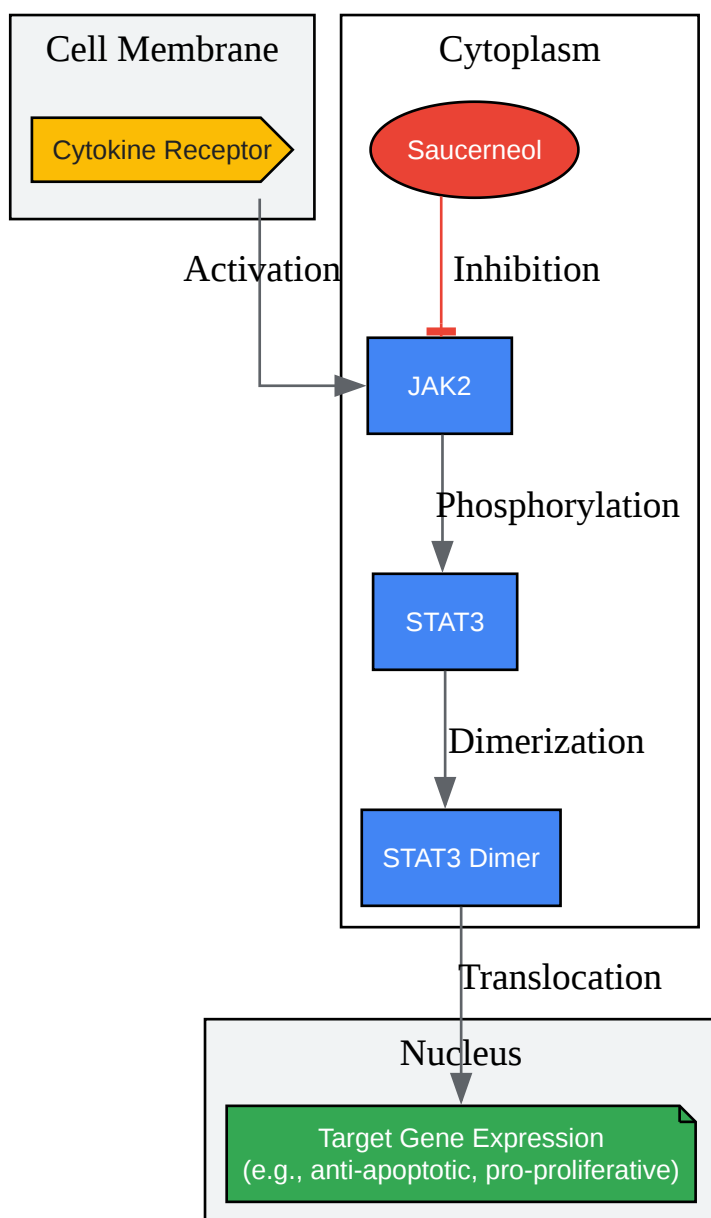 Cell Membrane
Cytoplasm
Cytokine Receptor
Saucerneol
Activation
Inhibition
JAK2
Phosphorylation
STAT3
Dimerization
STAT3 Dimer
Translocation
Nucleus
Target Gene Expression
(e.g., anti-apoptotic, pro-proliferative)